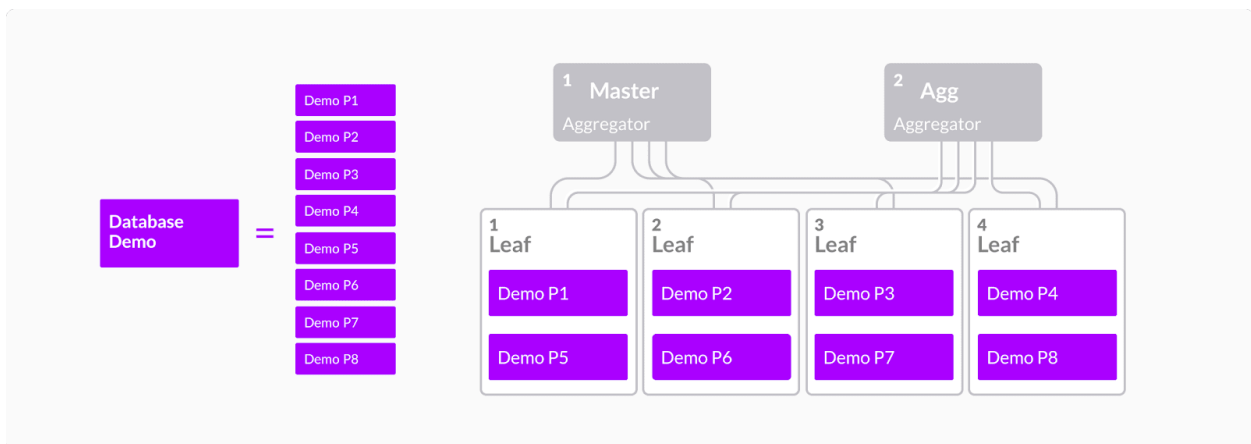 Database
Demo
=
Demo P1
Demo P2
Demo P3
Demo P4
Demo P5
Demo P6
Demo P7
Demo P8
1 Master
Aggregator
2 Agg
Aggregator
1
Leaf
Demo P1
Demo P5
2
Leaf
Demo P2
Demo P6
3
Leaf
Demo P3
Demo P7
4
Leaf
Demo P4
Demo P8